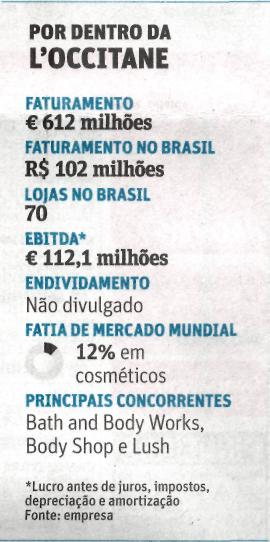 POR DENTRO DA
L'OCCITANE
FATURAMENTO
€ 612 milhões
FATURAMENTO NO BRASIL
R$ 102 milhões
LOJAS NO BRASIL
70
EBITDA*
€ 112,1 milhões
ENDIVIDAMENTO
Não divulgado
FATIA DE MERCADO MUNDIAL
12% em
cosméticos
PRINCIPAIS CONCORRENTES
Bath and Body Works,
Body Shop e Lush
*Lucro antes de juros, impostos,
depreciação e amortização
Fonte: empresa